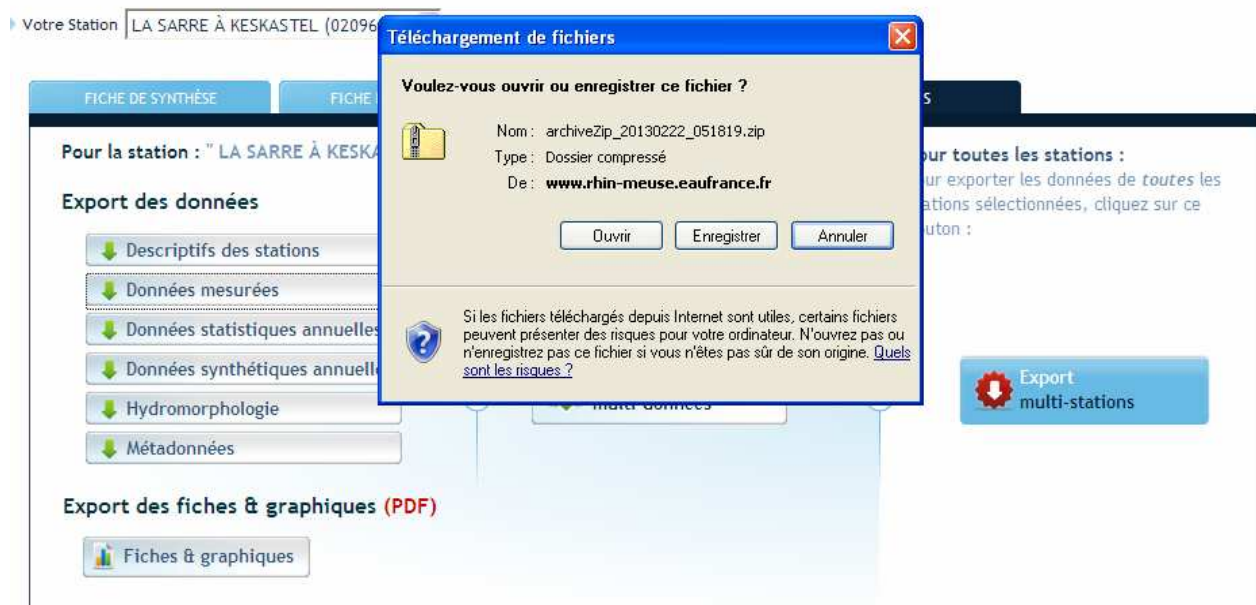 Votre Station LA SARRE À KESKASTEL (02096
Téléchargement de fichiers
Voulez-vous ouvrir ou enregistrer ce fichier ?
Nom : archiveZip_20130222_051819.zip
Type : Dossier compressé
De : www.rhin-meuse.eaufrance.fr
Ouvrir Enregistrer Annuler
Si les fichiers téléchargés depuis Internet sont utiles, certains fichiers
peuvent présenter des risques pour votre ordinateur. N'ouvrez pas ou
n'enregistrez pas ce fichier si vous n'êtes pas sûr de son origine. Quels
sont les risques ?
FICHE DE SYNTHÈSE
FICHE
S
Pour la station : " LA SARRE À KESKA
Export des données
Descriptifs des stations
Données mesurées
Données statistiques annuelles
Données synthétiques annuell
Hydromorphologie
Métadonnées
Export des fiches & graphiques (PDF)
Fiches & graphiques
multi-données
our toutes les stations :
ur exporter les données de toutes les
ations sélectionnées, cliquez sur ce
outon :
Export
multi-stations